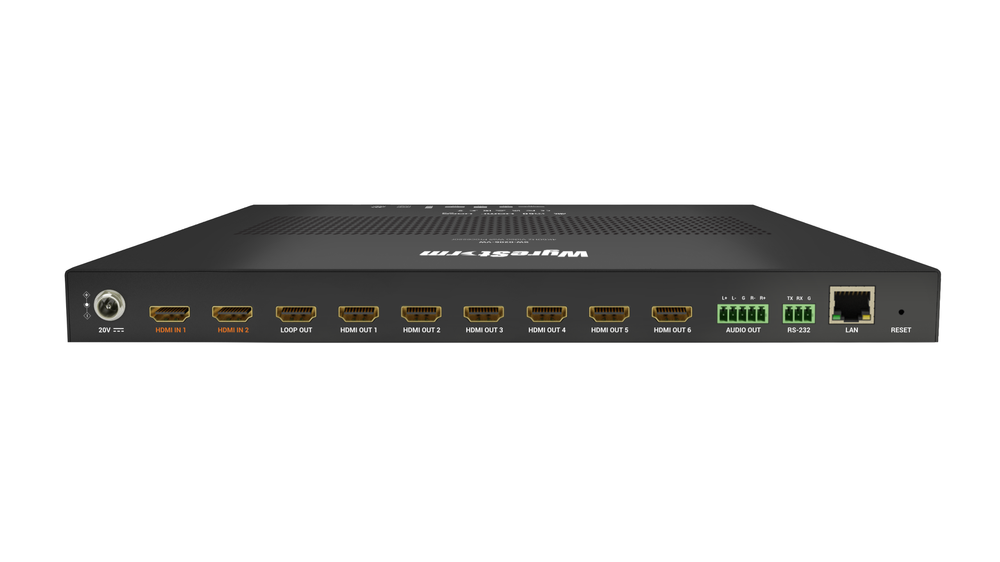 WyreStorm
SW-0206-VW
4K60Hz Video Wall Processor
HDMI
20V
HDMI IN 1
HDMI IN 2
LOOP OUT
HDMI OUT 1
HDMI OUT 2
HDMI OUT 3
HDMI OUT 4
HDMI OUT 5
HDMI OUT 6
L+ L- G R- R+
AUDIO OUT
TX RX G
RS-232
LAN
RESET